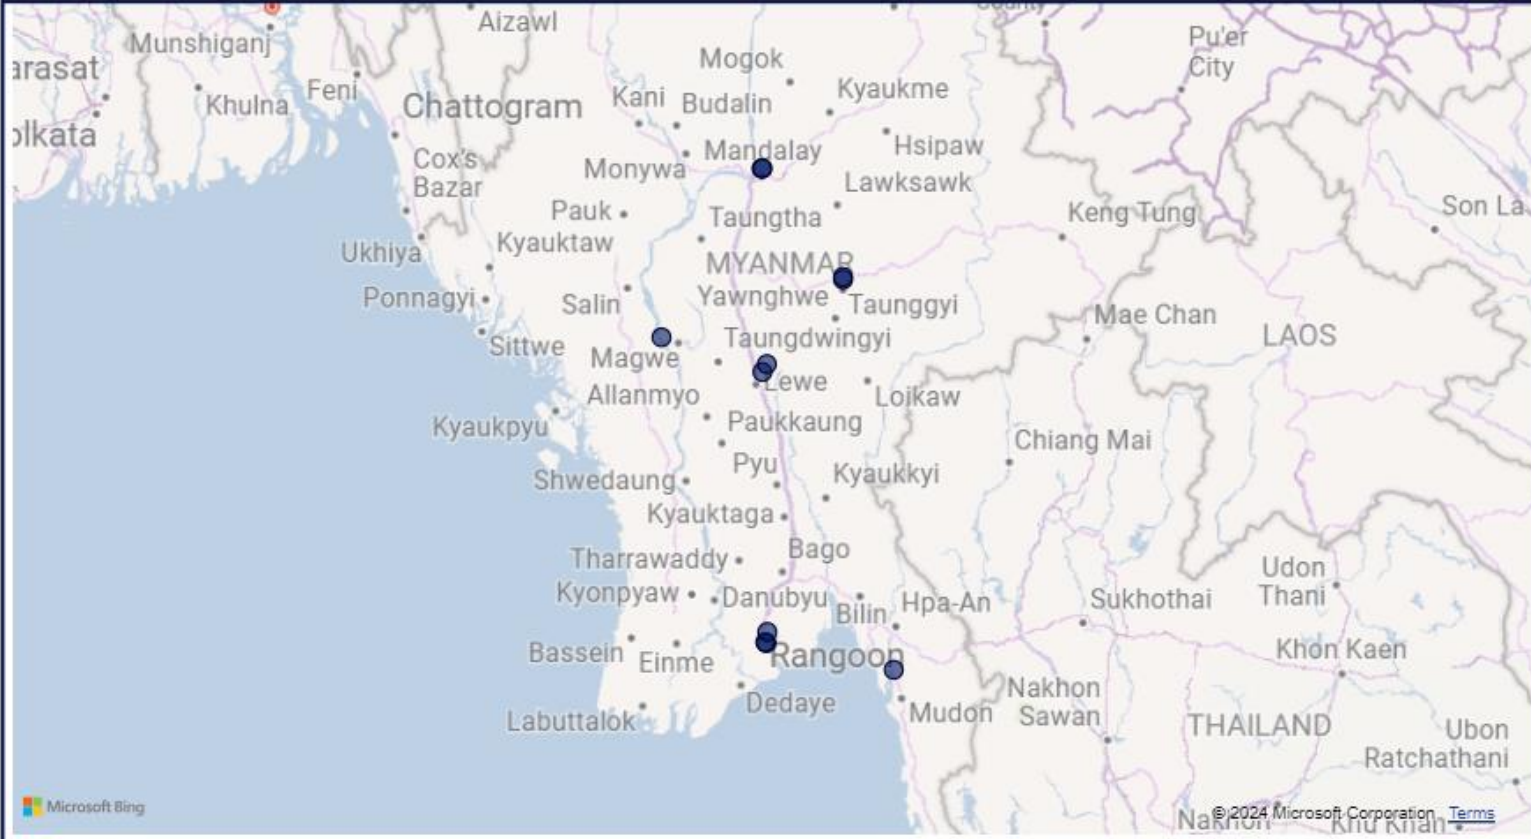 County
Aizawl
Munshiganj
Pu'er
City
arasat
Mogok
Feni
Kyaukme
Kani
Budalin
Khulna
Chattogram
olkata
Hsipaw
Mandalay
Cox's
Bazar
Monywa
Lawksawk
Pauk
Taungtha
Keng Tung
Son La
Kyauktaw
Ukhiya
MYANMAR
Ponnagyi
Salin
Yawnghwe
Taunggyi
Mae Chan
LAOS
Sittwe
Magwe
Taungdwingyi
Allanmyo
Lewe
Loikaw
Kyaukpyu
Paukkaung
Chiang Mai
Pyu
Kyaukkyi
Shwedaung
Kyauktaga
Bago
Tharrawaddy
Udon
Thani
Kyonpyaw
Danubyu
Bilin
Hpa-An
Sukhothai
Bassein
Einme
Rangoon
Khon Kaen
Nakhon
Sawan
Labuttalok
Dedaye
Mudon
THAILAND
Ubon
Ratchathani
Microsoft Bing
© 2024 Microsoft Corporation Terms
Nakhon
Khu Khan